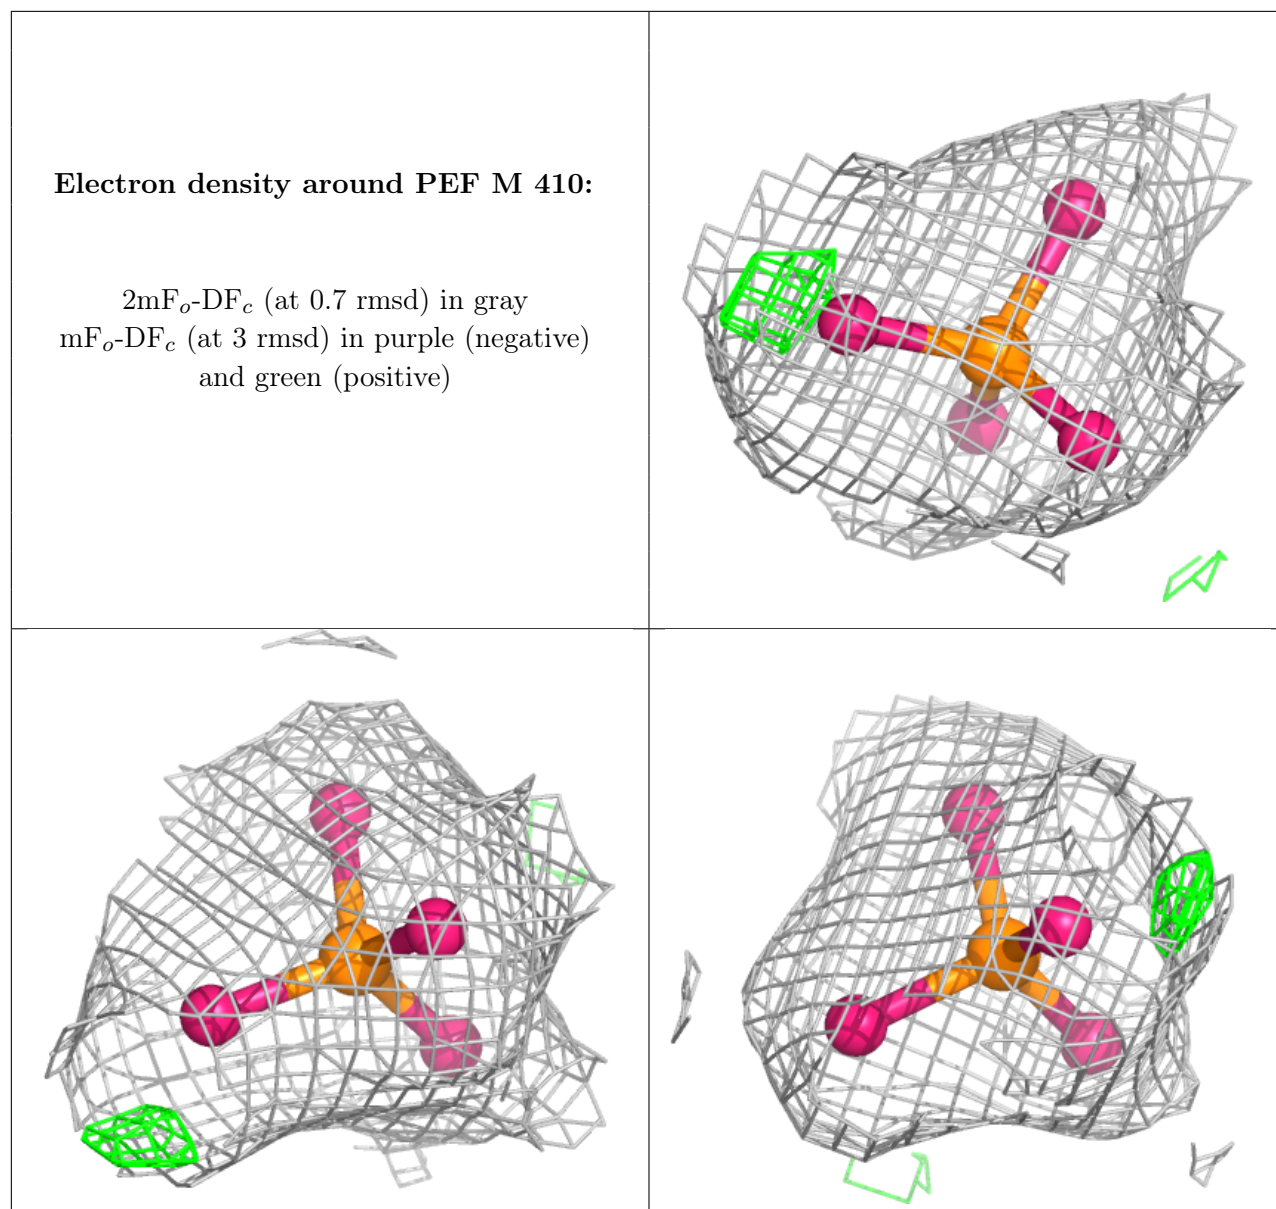 Electron density around PEF M 410:
2mFo-DFc (at 0.7 rmsd) in gray
mFo-DFc (at 3 rmsd) in purple (negative)
and green (positive)